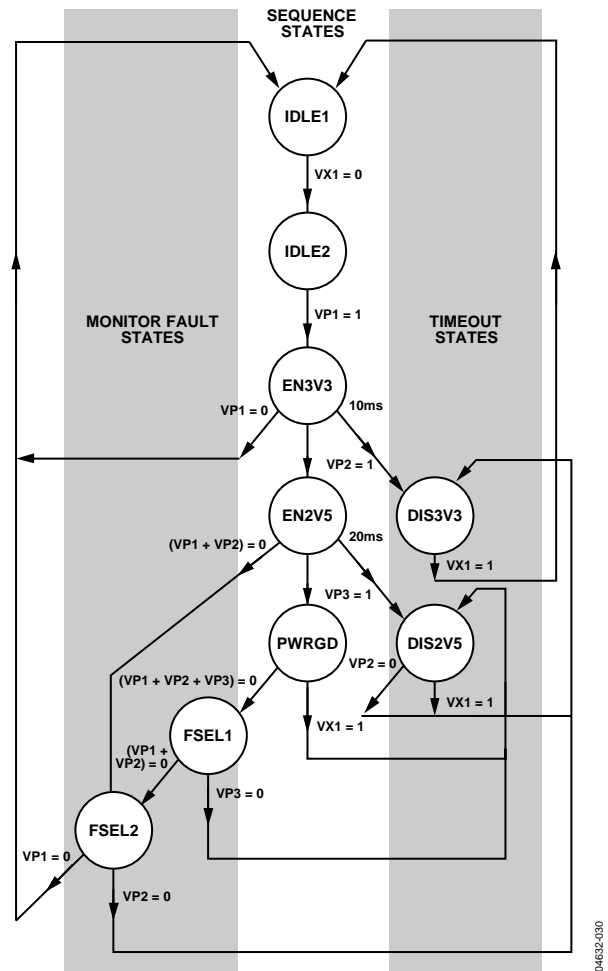 SEQUENCE
STATES
IDLE1
VX1 = 0
IDLE2
VP1 = 1
MONITOR FAULT
STATES
TIMEOUT
STATES
EN3V3
10ms
VP1 = 0
VP2 = 1
EN2V5
DIS3V3
20ms
(VP1 + VP2) = 0
VX1 = 1
VP3 = 1
PWRGD
DIS2V5
VP2 = 0
(VP1 + VP2 + VP3) = 0
VX1 = 1
VX1 = 1
FSEL1
(VP1 +
VP2) = 0
VP3 = 0
FSEL2
VP1 = 0
VP2 = 0
04632-030